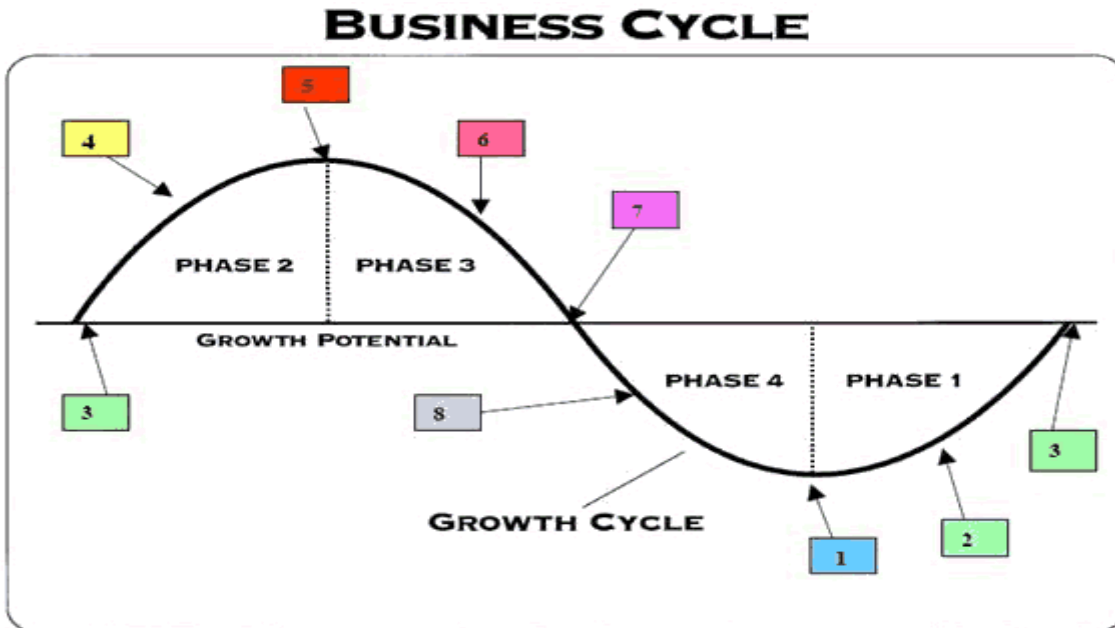 BUSINESS CYCLE
5
4
6
7
PHASE 2
PHASE 3
GROWTH POTENTIAL
PHASE 4
PHASE 1
3
8
3
GROWTH CYCLE
2
1